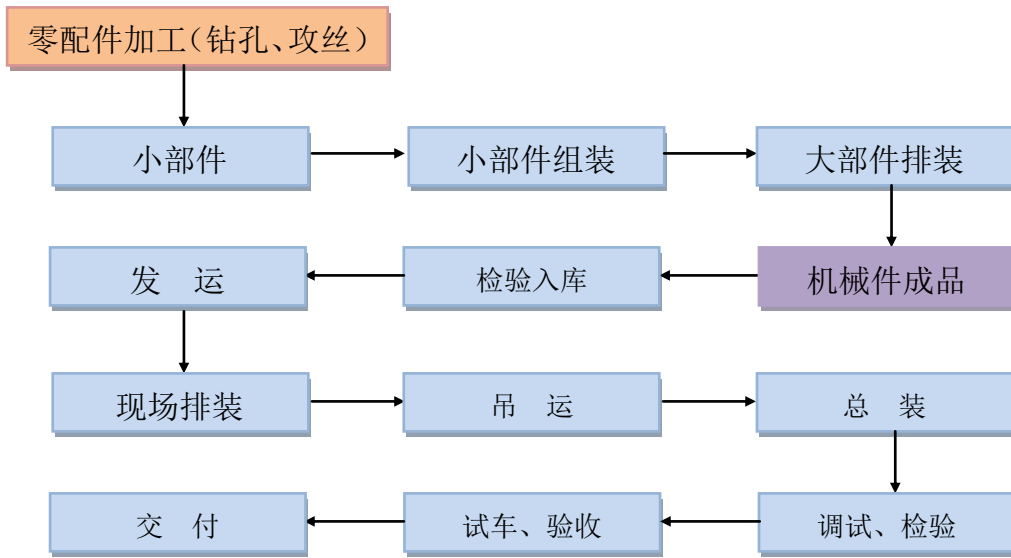 零配件加工（钻孔、攻丝）
小部件
小部件组装
大部件排装
机械件成品
检验入库
发　运
现场排装
吊　运
总　装
调试、检验
试车、验收
交　付